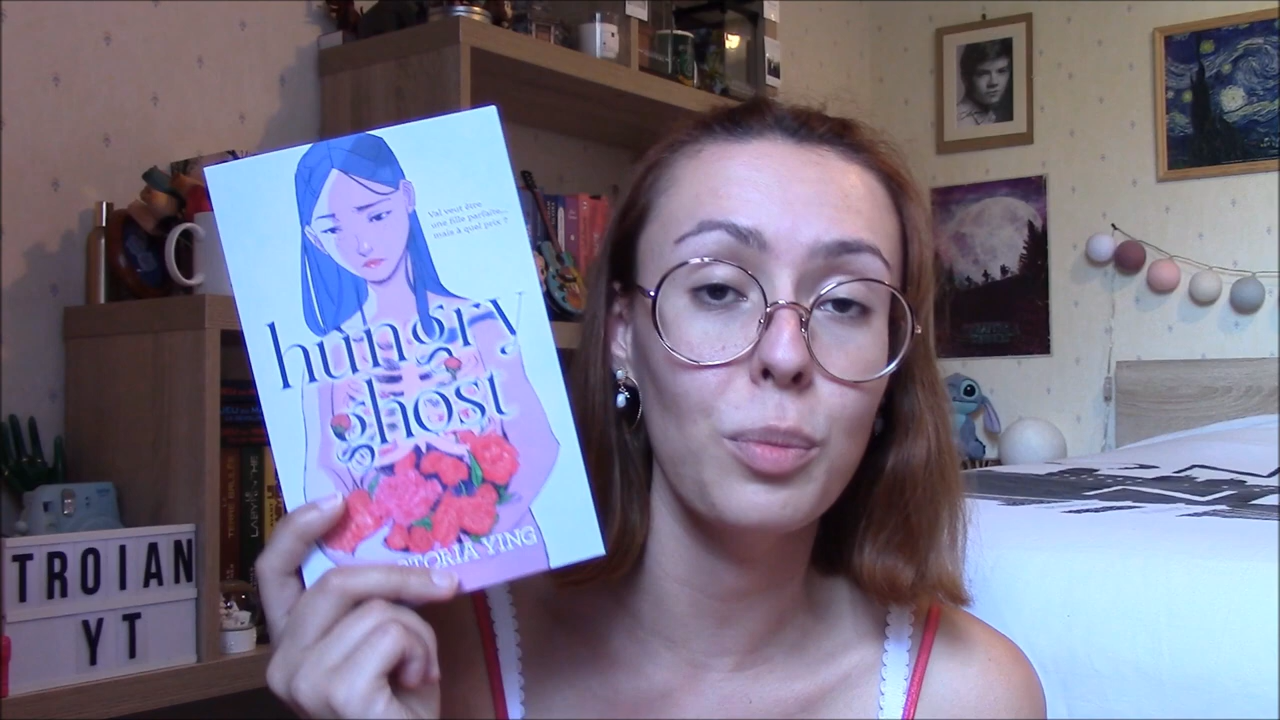 Val veut être
une fille parfaite...
mais à quel prix ?
hungry
ghost
TORIA YING
TROIAN
YT